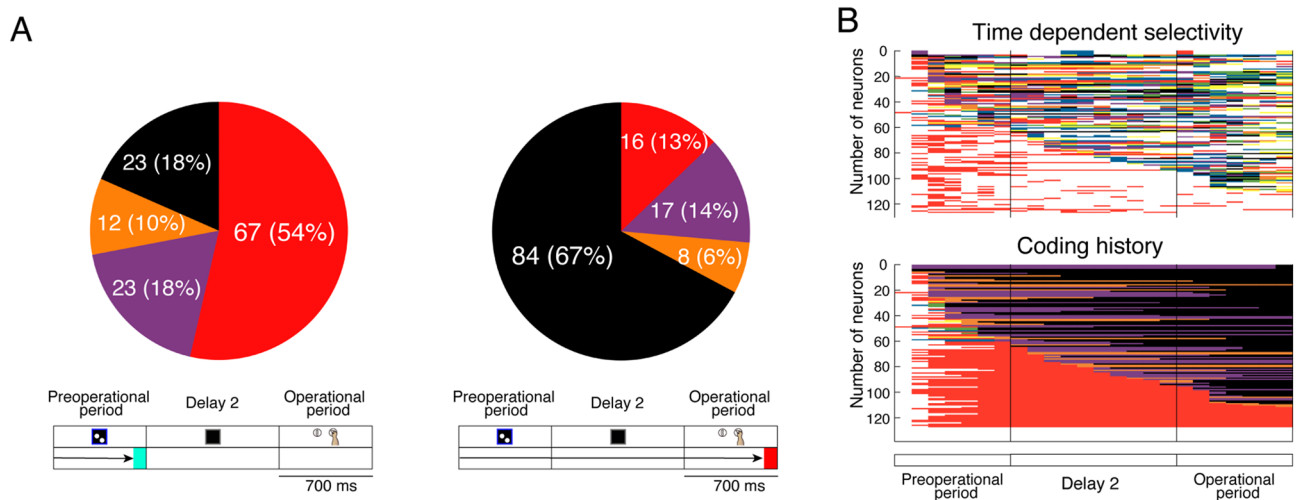 A
23 (18%)
12 (10%)
67 (54%)
23 (18%)
16 (13%)
17 (14%)
8 (6%)
84 (67%)
Preoperational
period
Delay 2
Operational
period
700 ms
Preoperational
period
Delay 2
Operational
period
700 ms
B
Time dependent selectivity
Number of neurons
0
20
40
60
80
100
120
Coding history
Number of neurons
0
20
40
60
80
100
120
Preoperational
period
Delay 2
Operational
period